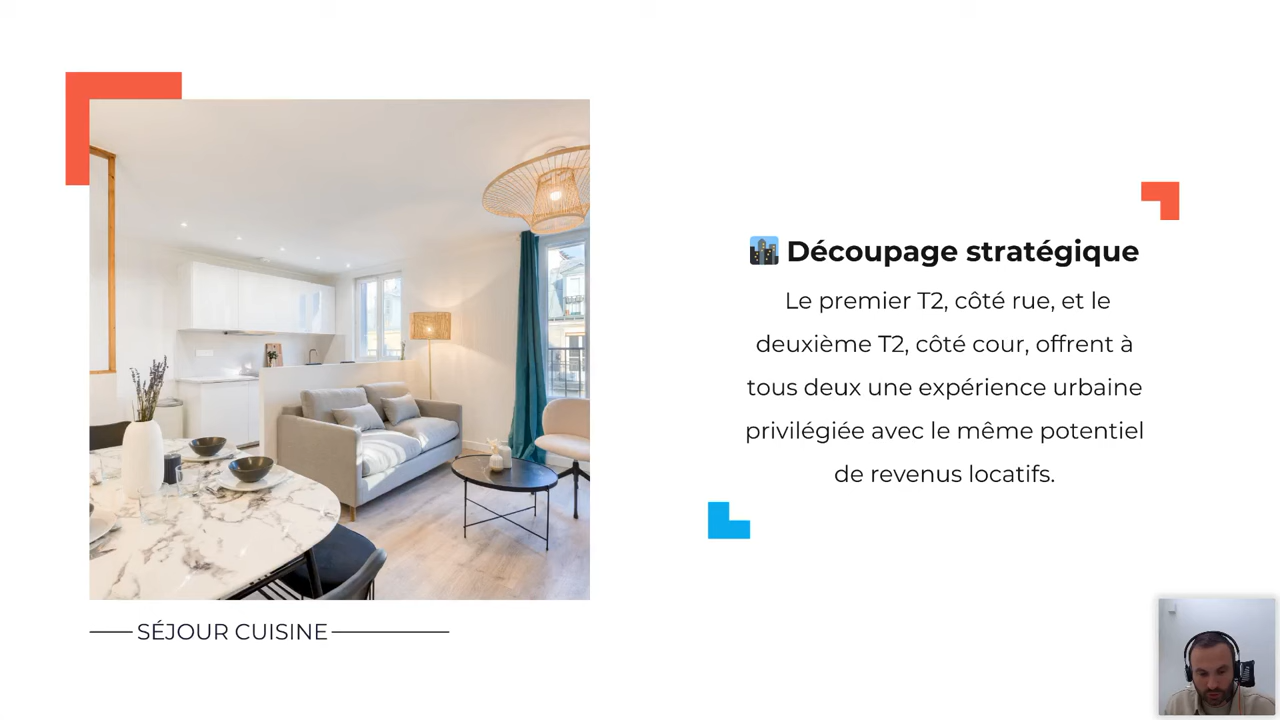 Découpage stratégique
Le premier T2, côté rue, et le
deuxième T2, côté cour, offrent à
tous deux une expérience urbaine
privilégiée avec le même potentiel
de revenus locatifs.
SÉJOUR CUISINE